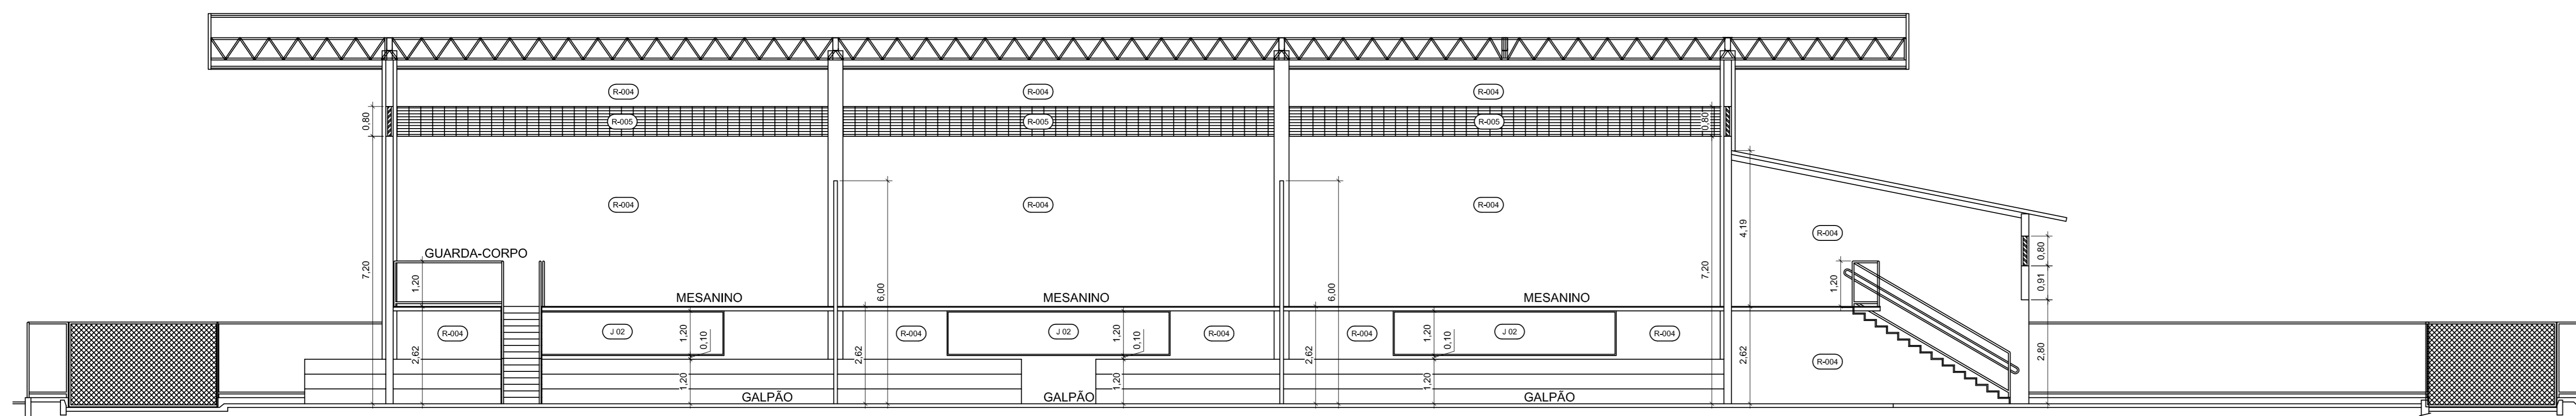 R-004
R-004
R-004
0,80
R-005
R-005
R-005
0,80
R-004
R-004
R-004
R-004
4,19
GUARDA-CORPO
0,80
7,20
1,20
6,00
6,00
7,20
1,20
0,91
MESANINO
MESANINO
MESANINO
R-004
J 02
1,20
0,10
R-004
J 02
1,20
0,10
R-004
R-004
1,20
0,10
J 02
R-004
2,62
2,62
2,62
2,62
R-004
2,80
1,20
1,20
1,20
GALPÃO
GALPÃO
GALPÃO